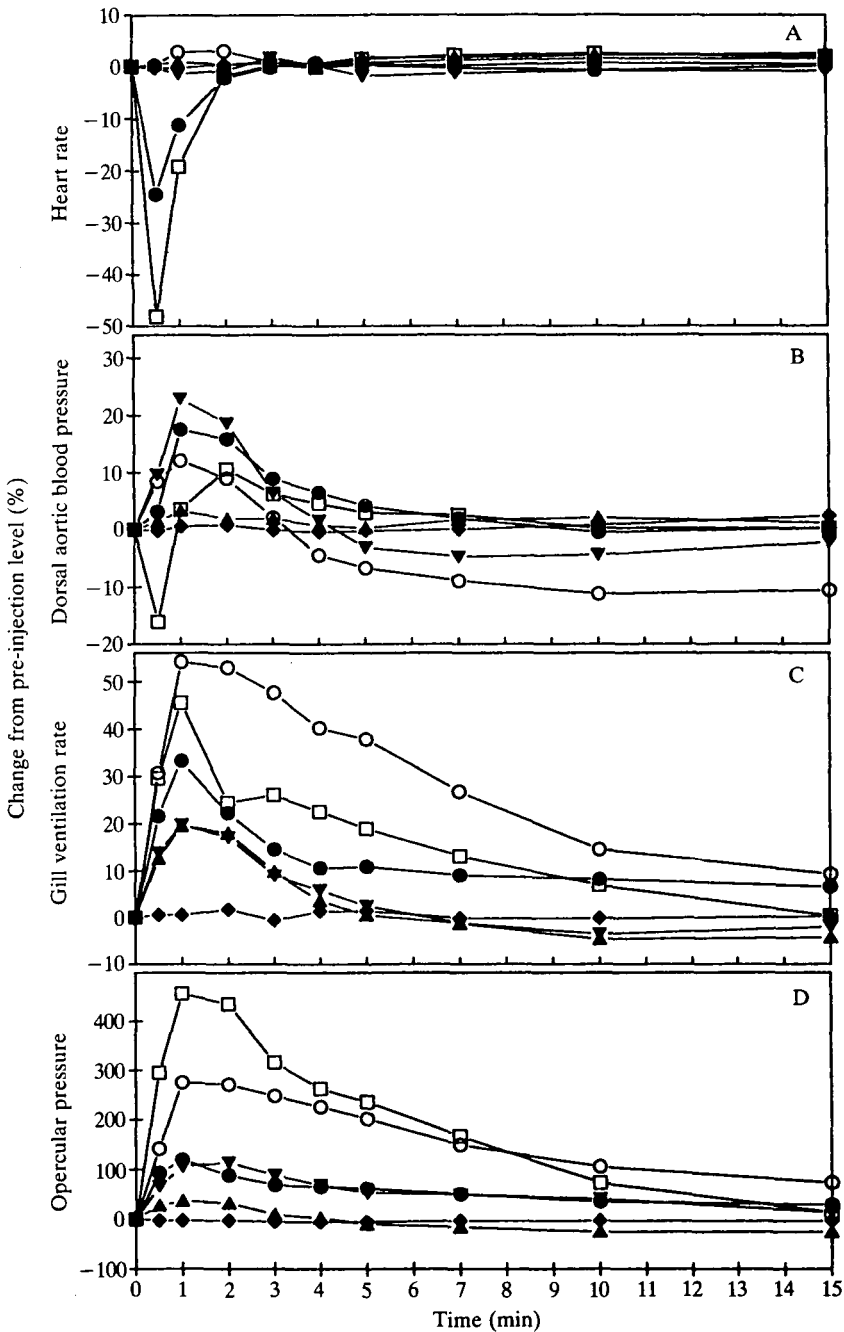 Change from pre-injection level (%)
Heart rate
10
0
−10
−20
−30
−40
−50
A
Dorsal aortic blood pressure
30
20
10
0
−10
−20
B
Gill ventilation rate
50
40
30
20
10
0
−10
C
Opercular pressure
400
300
200
100
0
−100
D
0 1 2 3 4 5 6 7 8 9 10 11 12 13 14 15
Time (min)